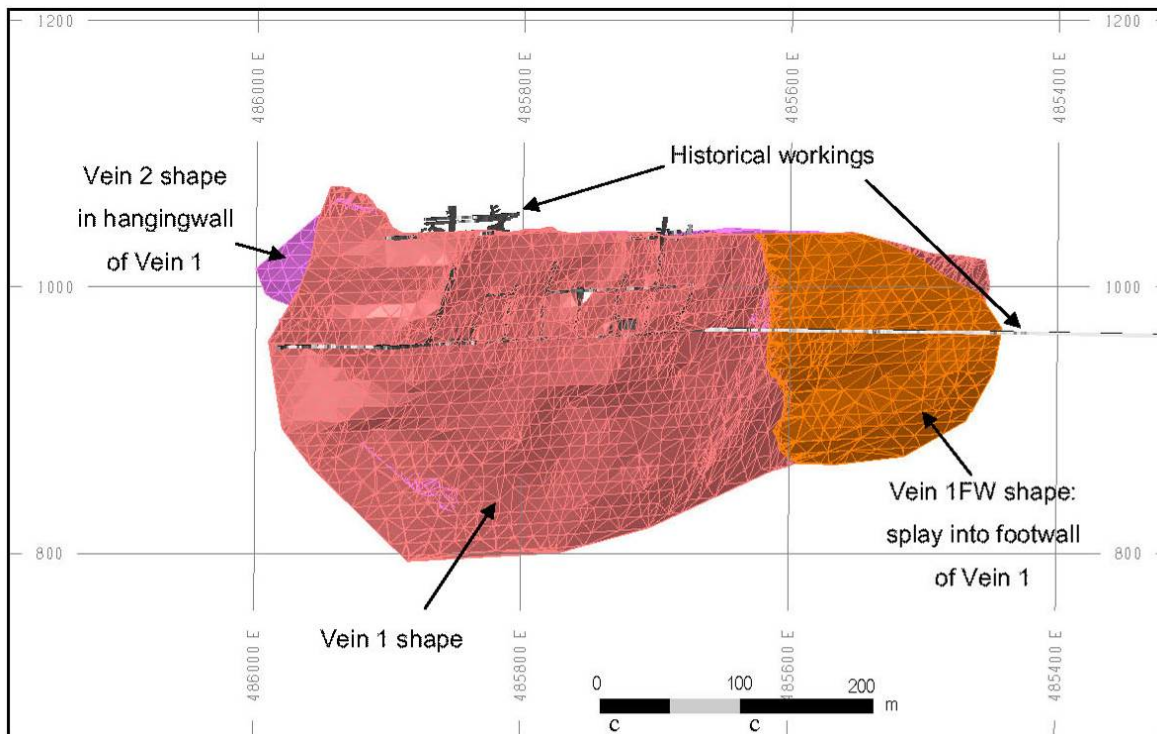 1200
1200
486000 E
485800 E
485600 E
485400 E
Historical workings
Vein 2 shape
in hangingwall
of Vein 1
1000
1000
Vein 1FW shape:
splay into footwall
of Vein 1
800
800
Vein 1 shape
486000 E
485800 E
485600 E
485400 E
0
100
200
m
c
c